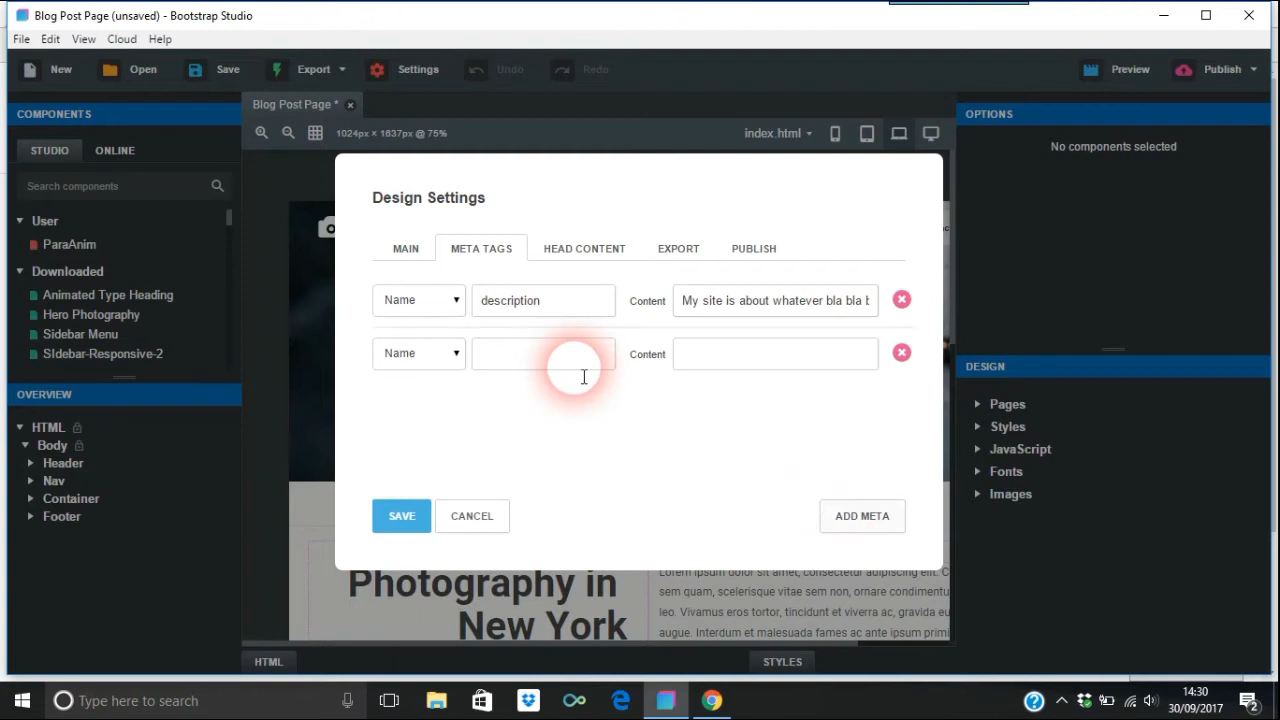 Blog Post Page (unsaved) - Bootstrap Studio
File Edit View Cloud Help
New Open Save Export Settings Undo Redo Preview Publish
COMPONENTS
STUDIO ONLINE
Search components
User
ParaAnim
Downloaded
Animated Type Heading
Hero Photography
Sidebar Menu
SIdebar-Responsive-2
OVERVIEW
HTML
Body
Header
Nav
Container
Footer
Blog Post Page *
1024px × 1637px @ 75%
index.html
Design Settings
MAIN META TAGS HEAD CONTENT EXPORT PUBLISH
Name description Content My site is about whatever bla bla b
Name Content
SAVE CANCEL ADD META
Photography in
New York
Lorem ipsum dolor sit amet, consectetur adipiscing elit.
sem quam, scelerisque vitae sem non, ornare condimentu
leo. Vivamus eros tortor, tincidunt et viverra ac, gravida eu
augue. Interdum et malesuada fames ac ante ipsum primi
HTML STYLES
OPTIONS
No components selected
DESIGN
Pages
Styles
JavaScript
Fonts
Images
Type here to search
14:30
30/09/2017
2